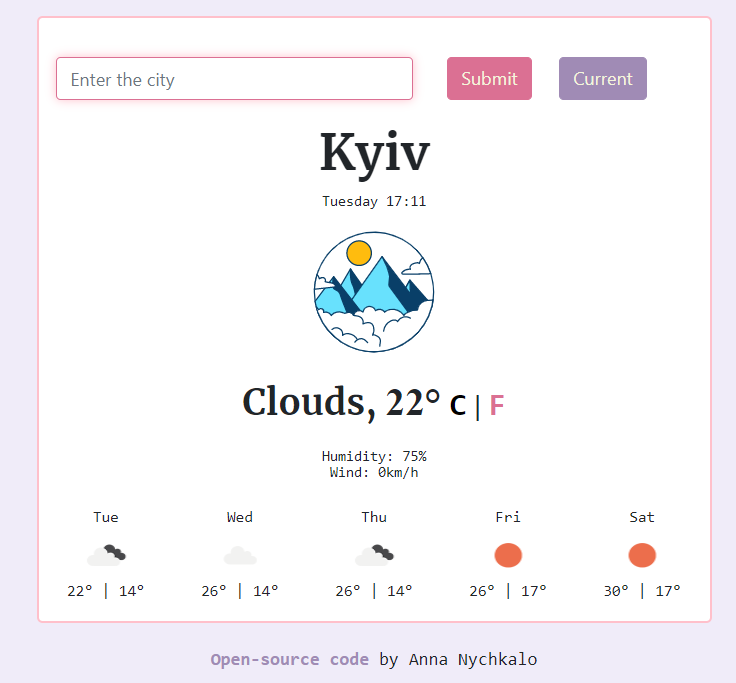 Enter the city Submit Current
Kyiv
Tuesday 17:11
Clouds, 22° C | F
Humidity: 75%
Wind: 0km/h
Tue Wed Thu Fri Sat
22° | 14° 26° | 14° 26° | 14° 26° | 17° 30° | 17°
Open-source code by Anna Nychkalo